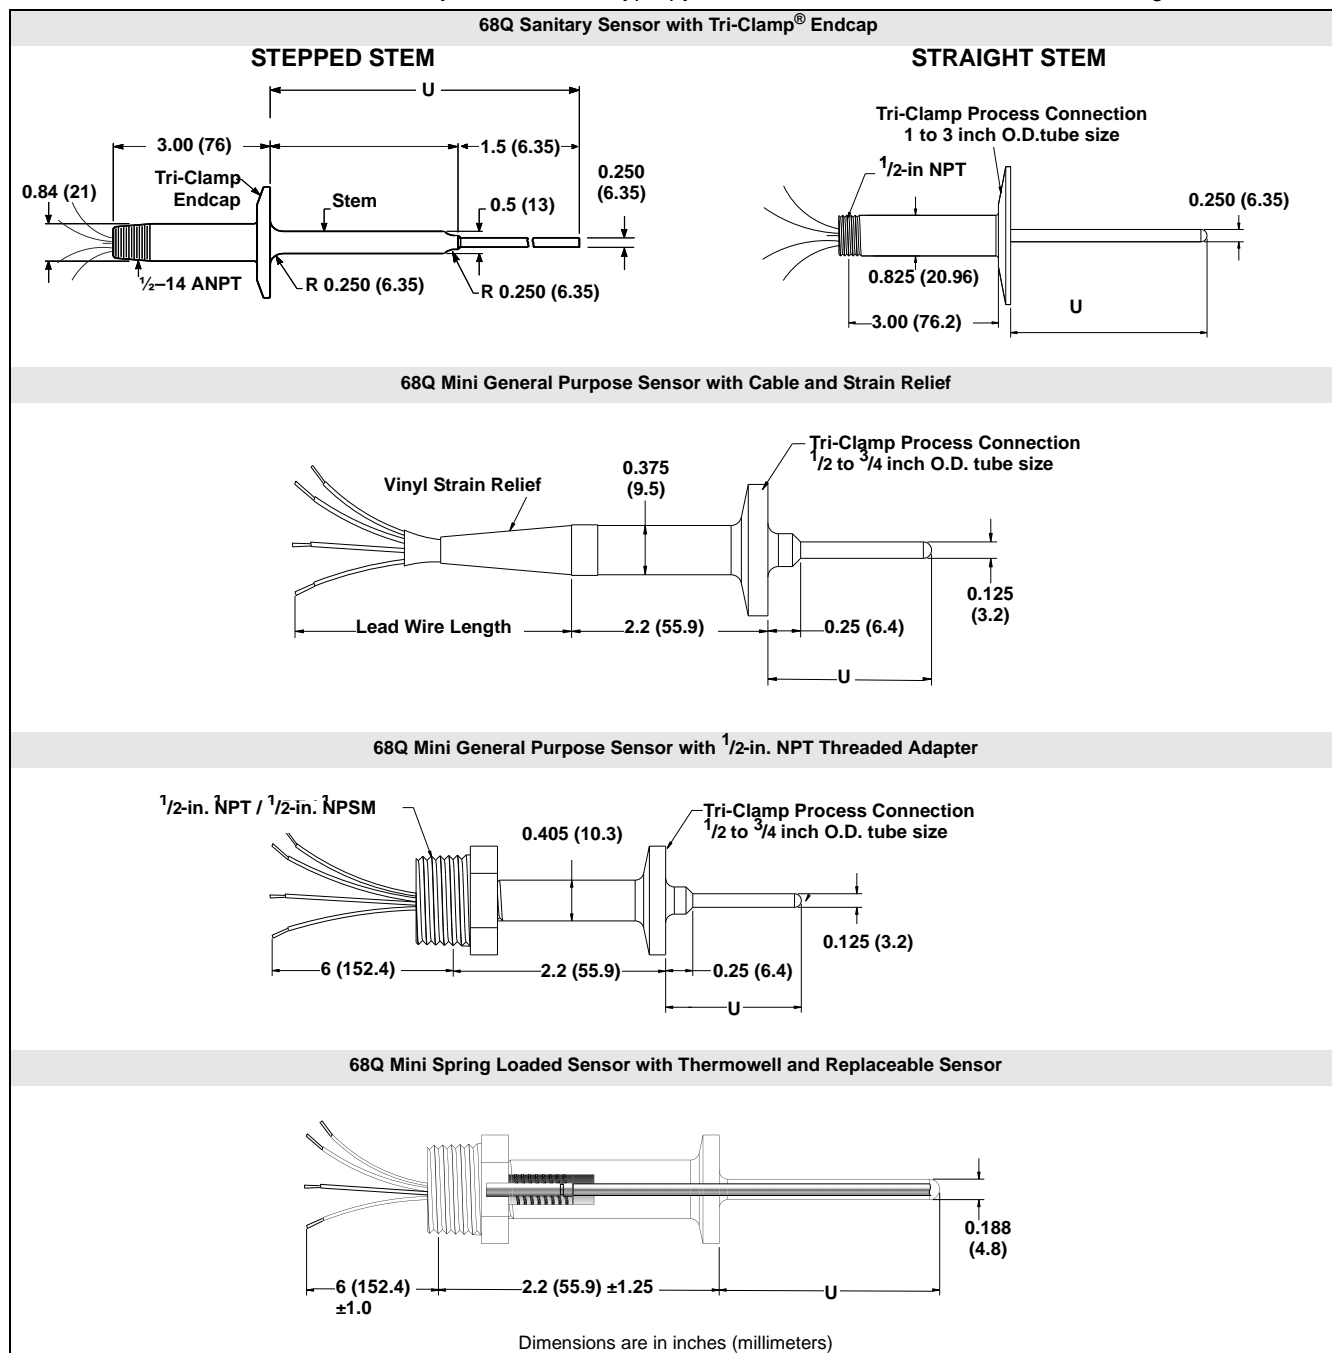 68Q Sanitary Sensor with Tri-Clamp® Endcap
STEPPED STEM
STRAIGHT STEM
U
Tri-Clamp Process Connection
1 to 3 inch O.D.tube size
3.00 (76)
1.5 (6.35)
1/2-in NPT
0.250
(6.35)
0.84 (21)
Tri-Clamp
Endcap
Stem
0.5 (13)
0.250 (6.35)
½–14 ANPT
R 0.250 (6.35)
R 0.250 (6.35)
0.825 (20.96)
U
3.00 (76.2)
68Q Mini General Purpose Sensor with Cable and Strain Relief
Tri-Clamp Process Connection
1/2 to 3/4 inch O.D. tube size
0.375
(9.5)
Vinyl Strain Relief
0.125
(3.2)
Lead Wire Length
2.2 (55.9)
0.25 (6.4)
U
68Q Mini General Purpose Sensor with 1/2-in. NPT Threaded Adapter
1/2-in. NPT / 1/2-in. NPSM
Tri-Clamp Process Connection
1/2 to 3/4 inch O.D. tube size
0.405 (10.3)
0.125 (3.2)
6 (152.4)
2.2 (55.9)
0.25 (6.4)
U
68Q Mini Spring Loaded Sensor with Thermowell and Replaceable Sensor
0.188
(4.8)
6 (152.4)
±1.0
2.2 (55.9) ±1.25
U
Dimensions are in inches (millimeters)